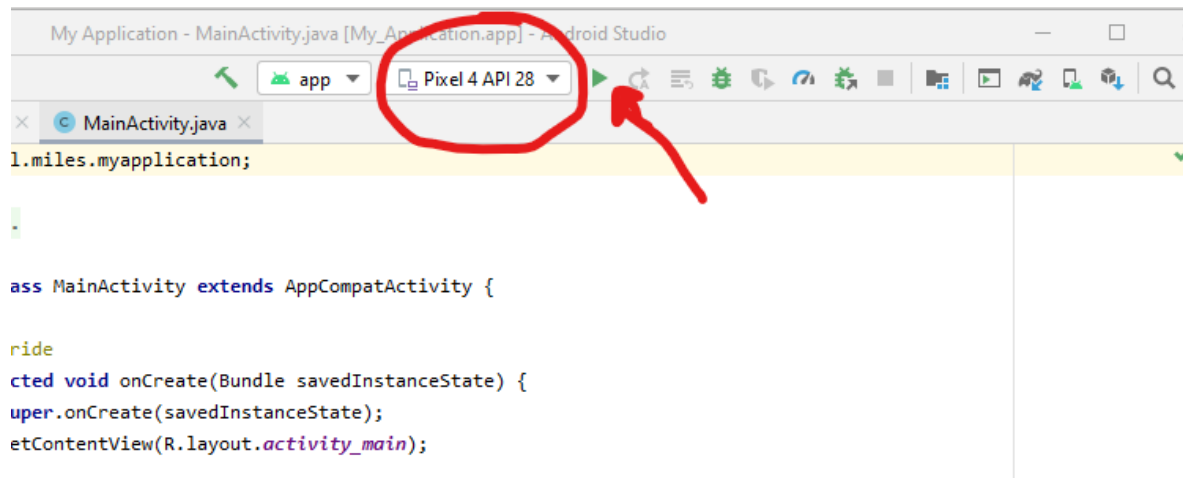 My Application - MainActivity.java [My_Application.app] - Android Studio
app Pixel 4 API 28
MainActivity.java
l.miles.myapplication;
.
ass MainActivity extends AppCompatActivity {
ride
cted void onCreate(Bundle savedInstanceState) {
uper.onCreate(savedInstanceState);
etContentView(R.layout.activity_main);